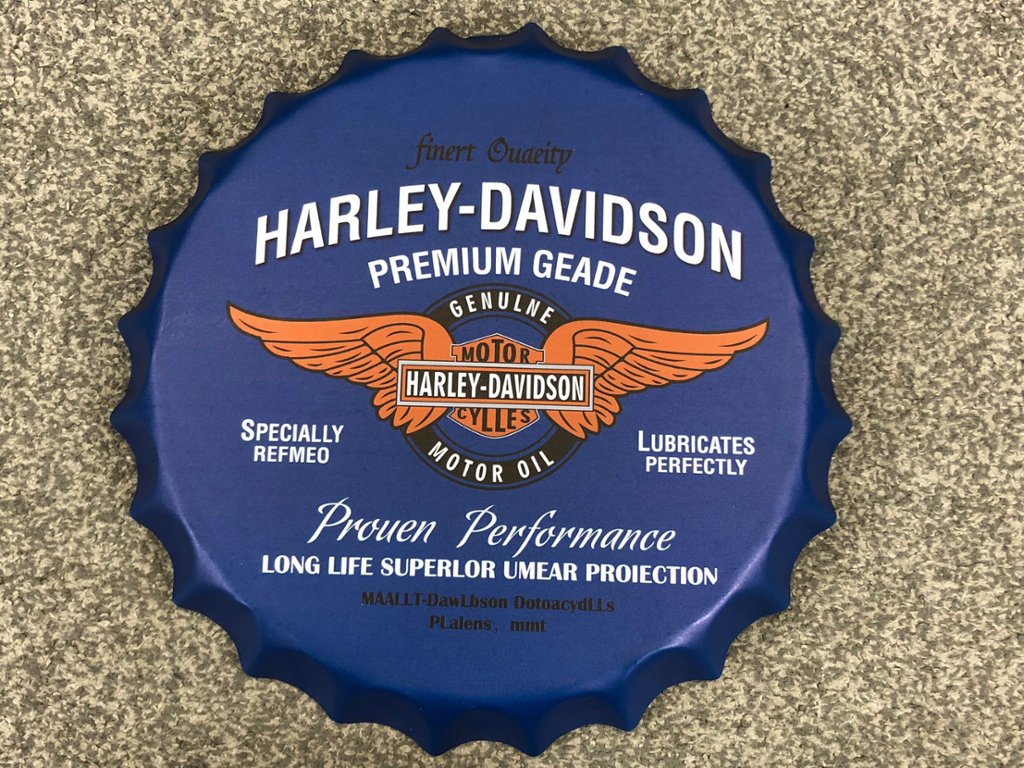 finert Ouaeity
HARLEY-DAVIDSON
PREMIUM GEADE
GENULNE
MOTOR
HARLEY-DAVIDSON
CYLLES
MOTOR OIL
SPECIALLY
REFMEO
LUBRICATES
PERFECTLY
Prouen Performance
LONG LIFE SUPERLOR UMEAR PROIECTION
MAALLT-DawLbson DotoacydLLs
PLalens, mmt